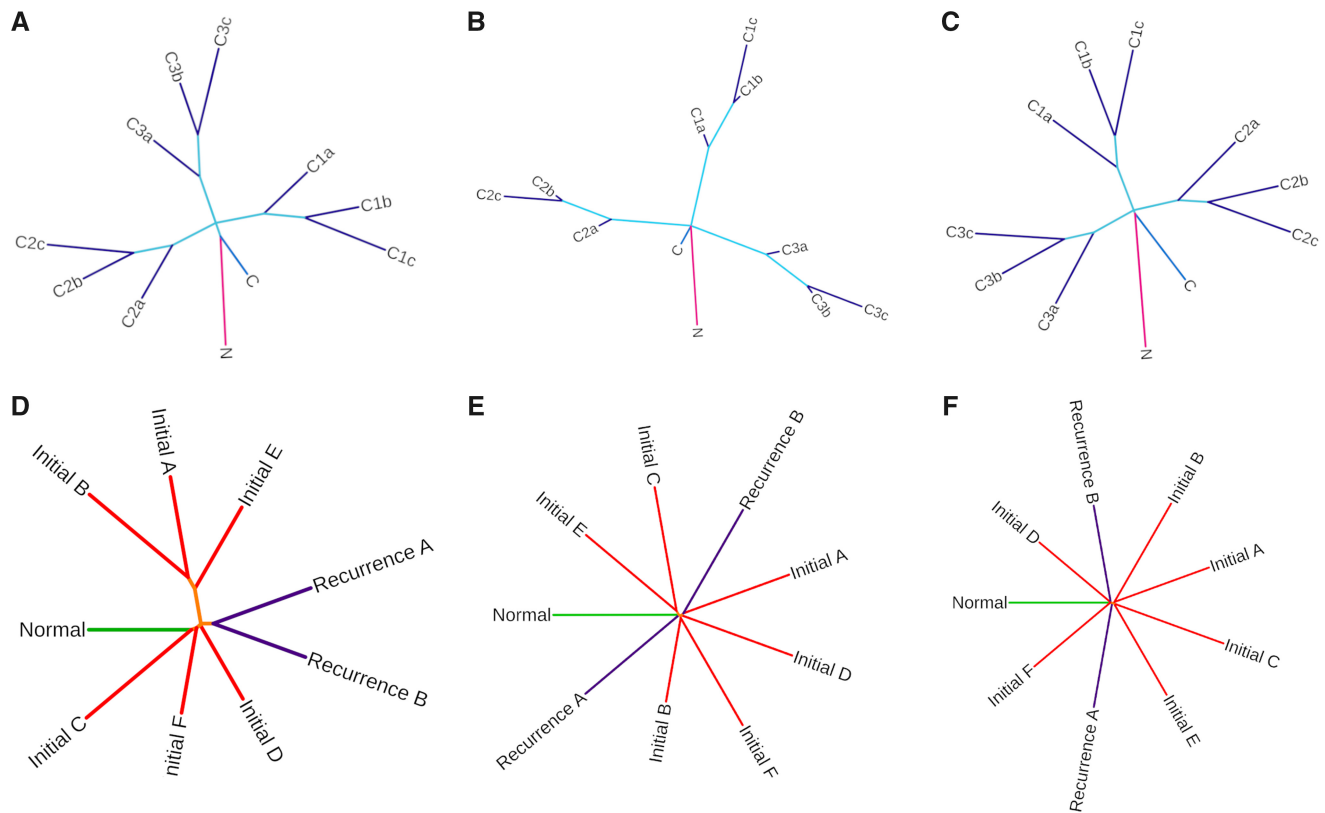 A
B
C
C3c
C3b
C3a
C1a
C1b
C1c
C2c
C2b
C2a
C
N
C1c
C1b
C1a
C2c
C2b
C2a
C
C3a
C3b
C3c
N
C1c
C1b
C1a
C2a
C2b
C2c
C3c
C3b
C3a
C
N
D
E
F
Initial A
Initial B
Initial E
Recurrence A
Normal
Recurrence B
Initial C
nitial F
Initial D
Recurrence B
Initial C
Initial E
Initial A
Normal
Initial D
Recurrence A
Initial B
Initial F
Recurrence B
Initial B
Initial D
Initial A
Normal
Initial C
Initial F
Initial E
Recurrence A